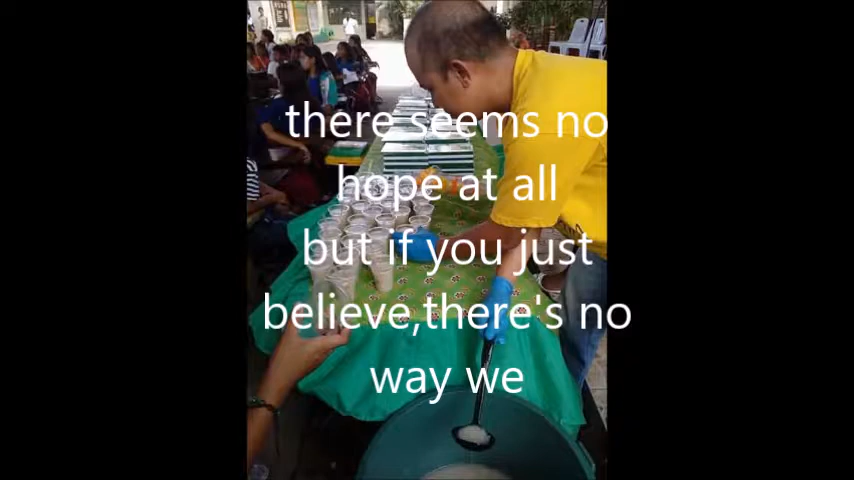 there seems no
hope at all
but if you just
believe,there's no
way we